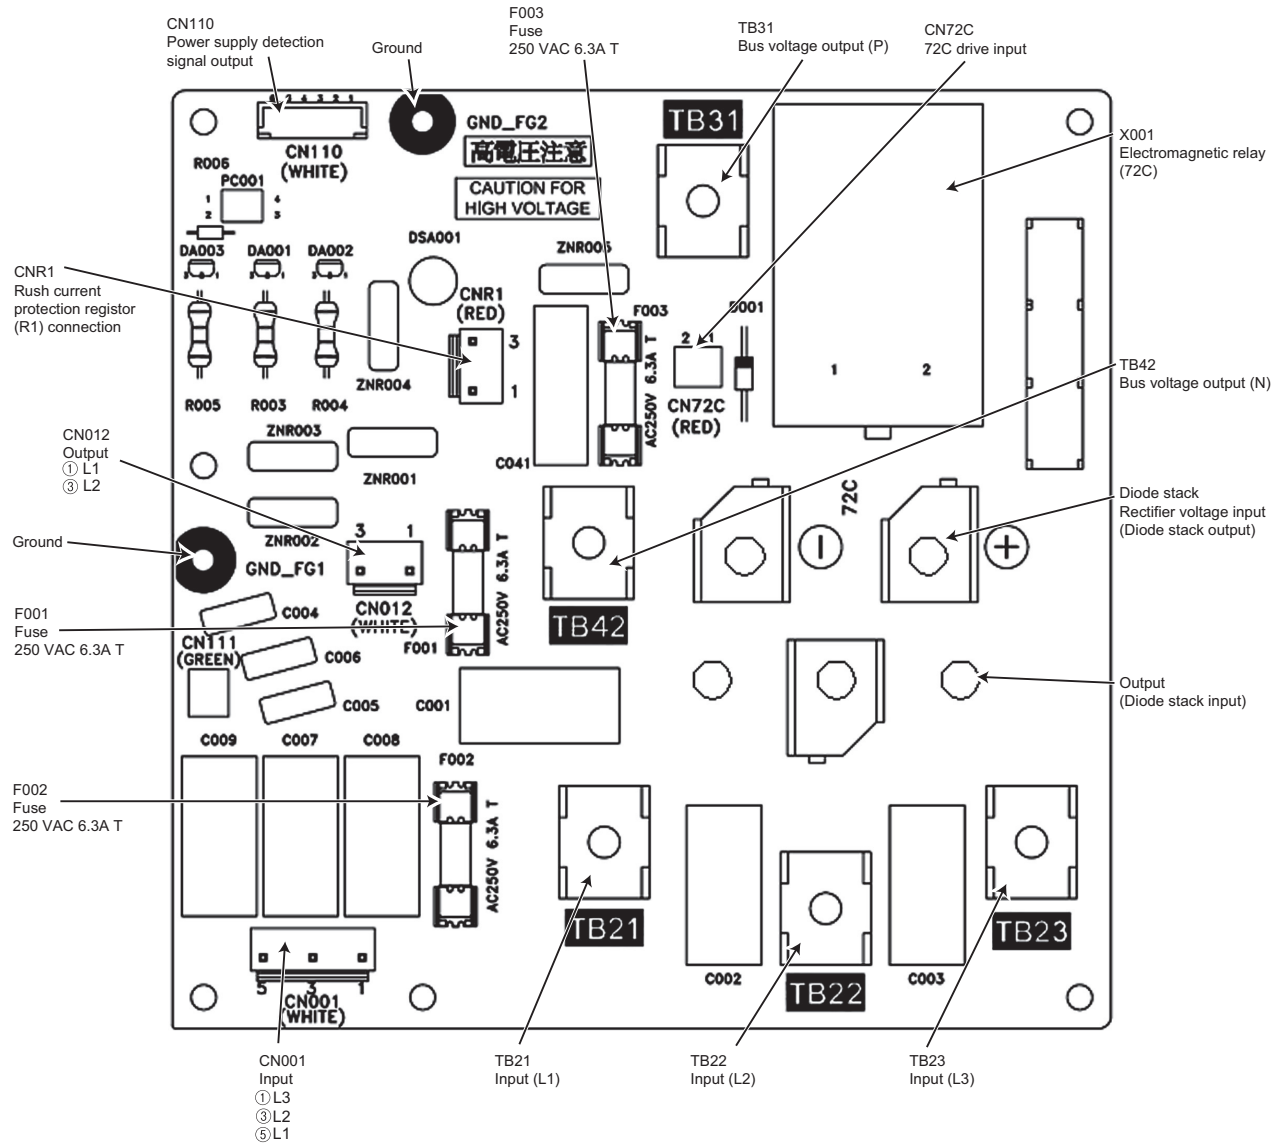 CN110
Power supply detection
signal output
Ground
F003
Fuse
250 VAC 6.3A T
TB31
Bus voltage output (P)
CN72C
72C drive input
X001
Electromagnetic relay
(72C)
CNR1
Rush current
protection registor
(R1) connection
TB42
Bus voltage output (N)
CN012
Output
① L1
③ L2
Diode stack
Rectifier voltage input
(Diode stack output)
Ground
F001
Fuse
250 VAC 6.3A T
Output
(Diode stack input)
F002
Fuse
250 VAC 6.3A T
CN001
Input
① L3
③ L2
⑤ L1
TB21
Input (L1)
TB22
Input (L2)
TB23
Input (L3)
4 3 2 1
CN110
(WHITE)
GND_FG2
高電圧注意
CAUTION FOR
HIGH VOLTAGE
TB31
R006
PC001
1 4
2 3
DA003
DA001
DA002
DSA001
ZNR005
CNR1
(RED)
3
1
F003
AC250V 6.3A T
2 1
CN72C
(RED)
D001
1 2
ZNR004
R005
R003
R004
ZNR003
ZNR001
C041
72C
ZNR002
3 1
GND_FG1
CN012
(WHITE)
AC250V 6.3A T
F001
TB42
C004
CN111
(GREEN)
C006
C005
C001
C009
C007
C008
F002
AC250V 6.3A T
TB21
TB22
TB23
C002
C003
5 3 1
CN001
(WHITE)